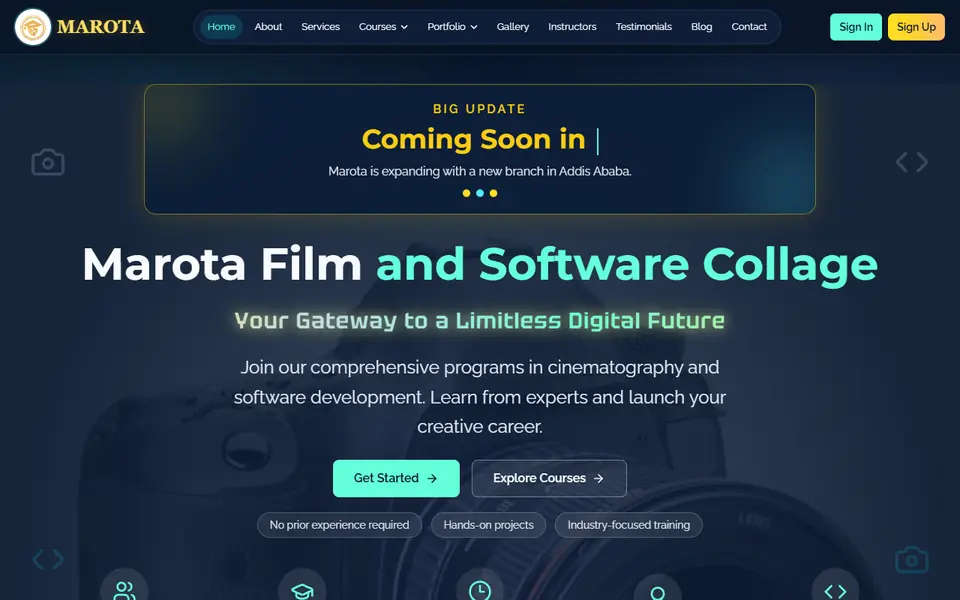 MAROTA
Home About Services Courses Portfolio Gallery Instructors Testimonials Blog Contact
Sign In Sign Up
BIG UPDATE
Coming Soon in
Marota is expanding with a new branch in Addis Ababa.
Marota Film and Software Collage
Your Gateway to a Limitless Digital Future
Join our comprehensive programs in cinematography and
software development. Learn from experts and launch your
creative career.
Get Started → Explore Courses →
No prior experience required Hands-on projects Industry-focused training
LENS